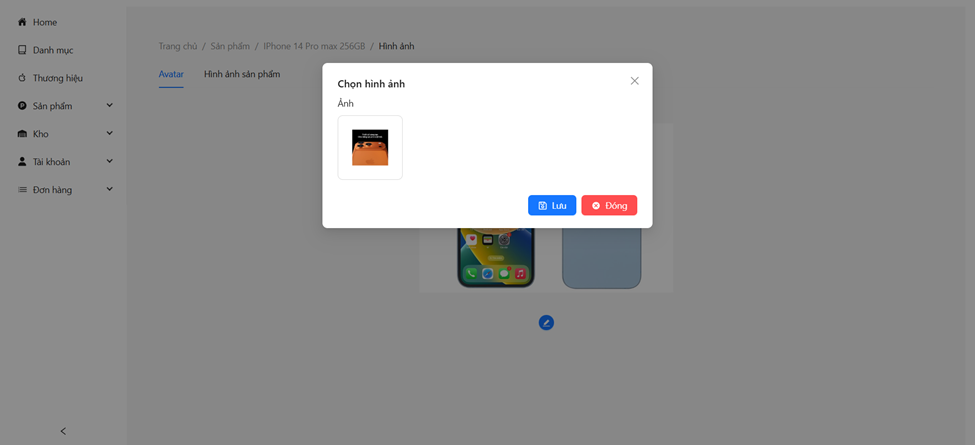 Home
Danh mục
Thương hiệu
Sản phẩm
Kho
Tài khoản
Đơn hàng
Trang chủ / Sản phẩm / IPhone 14 Pro max 256GB / Hình ảnh
Avatar Hình ảnh sản phẩm
Chọn hình ảnh
Ảnh
Lưu Đóng